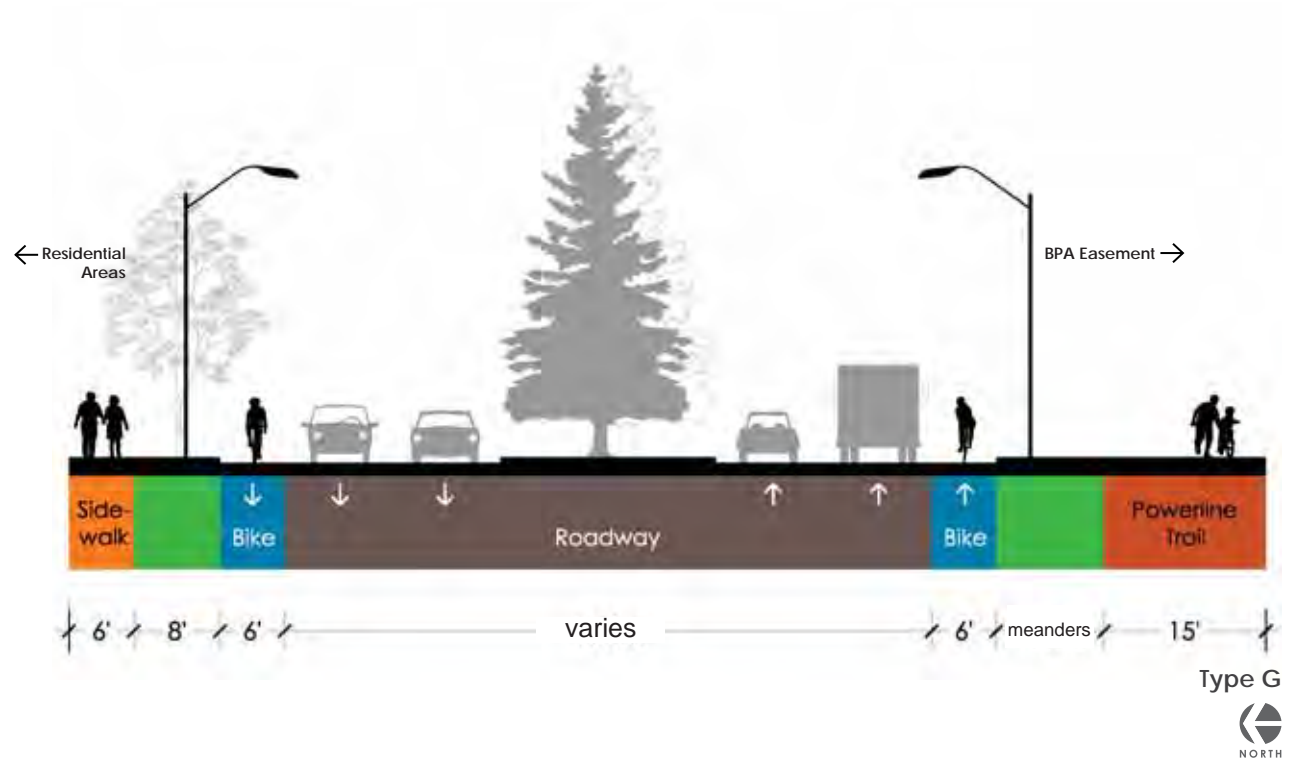 ← Residential
Areas
BPA Easement →
Side-
walk
↓ Bike
↓ ↓
Roadway
↑ ↑
↑ Bike
Powerline
Trail
6' 8' 6' varies 6' meanders 15'
Type G
NORTH